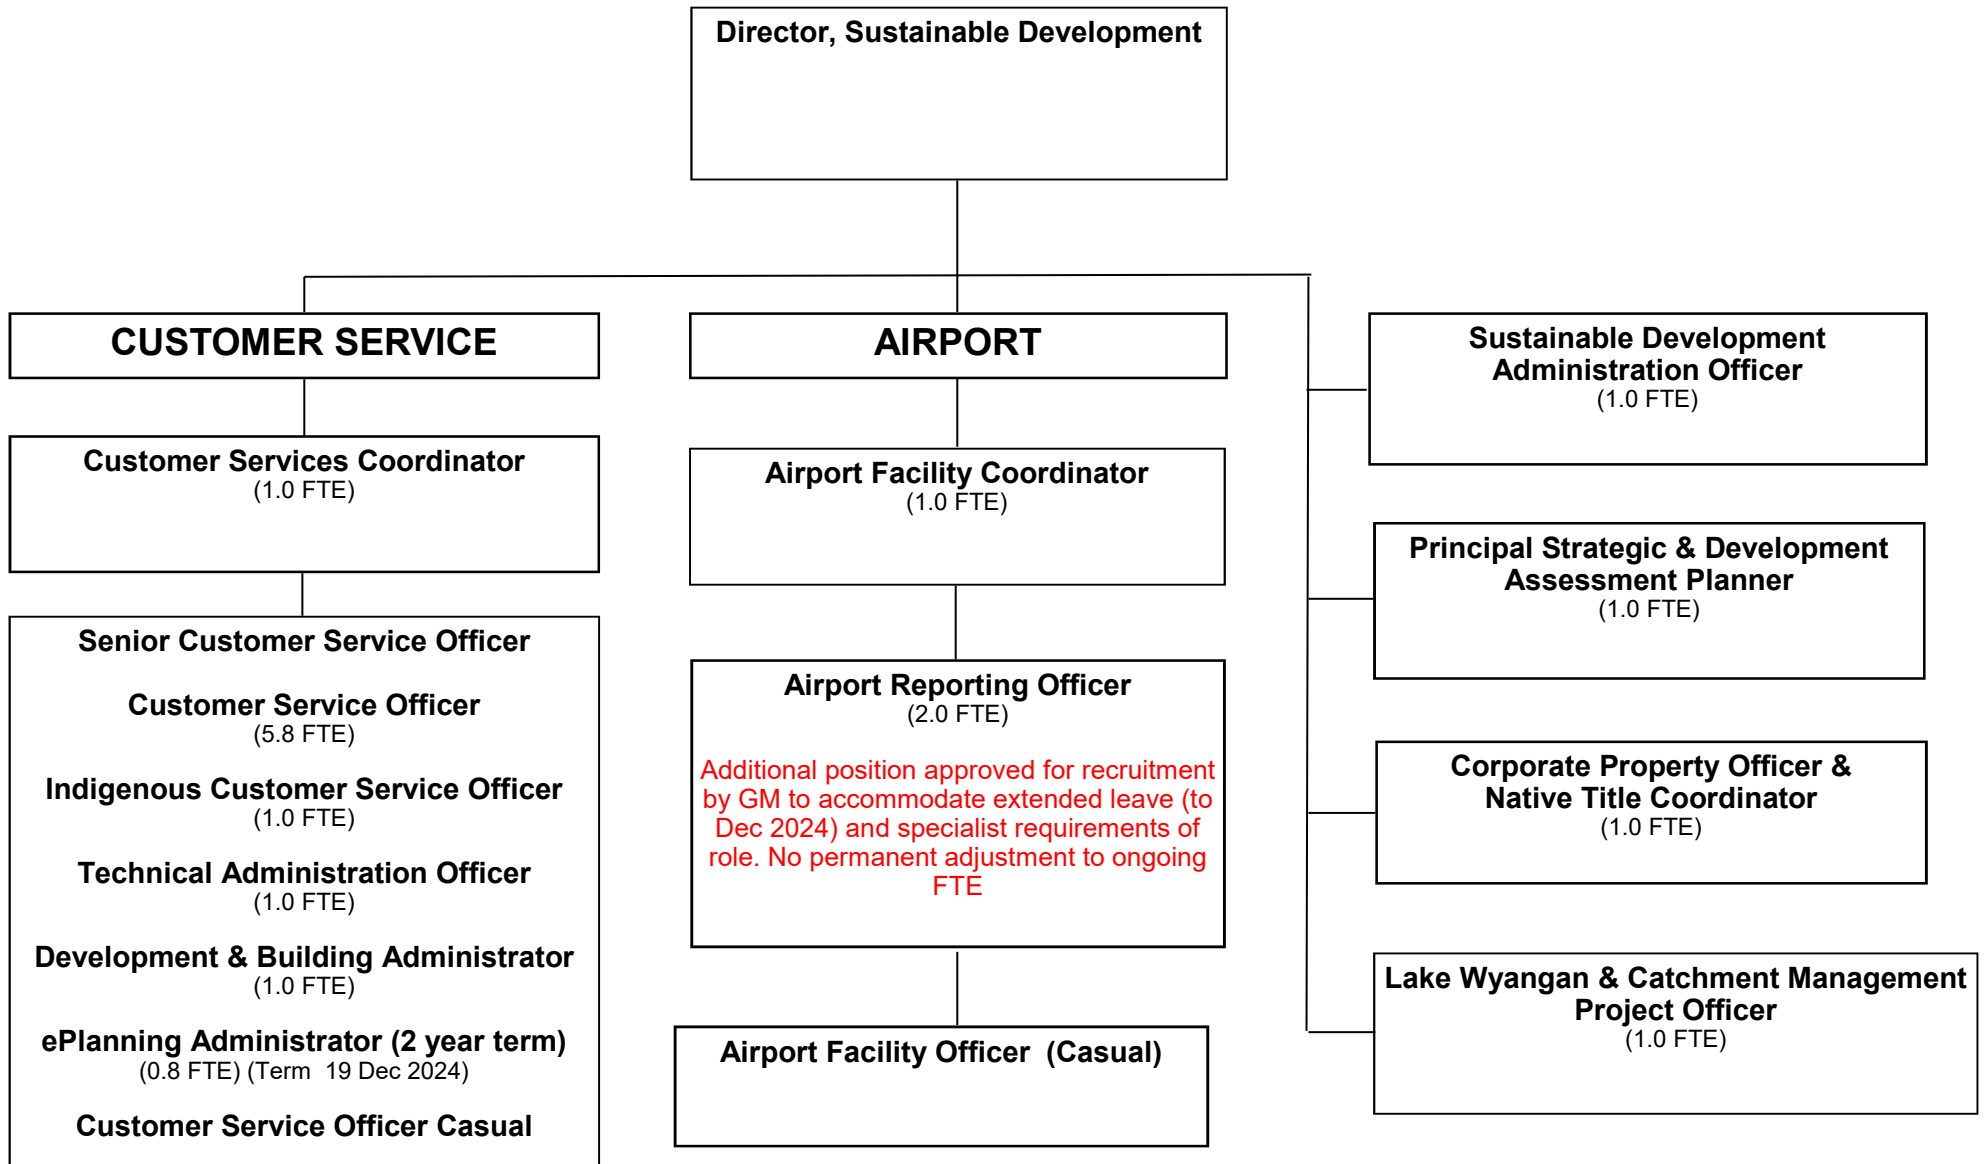 Director, Sustainable Development
CUSTOMER SERVICE
Customer Services Coordinator
(1.0 FTE)
Senior Customer Service Officer
Customer Service Officer
(5.8 FTE)
Indigenous Customer Service Officer
(1.0 FTE)
Technical Administration Officer
(1.0 FTE)
Development & Building Administrator
(1.0 FTE)
ePlanning Administrator (2 year term)
(0.8 FTE) (Term 19 Dec 2024)
Customer Service Officer Casual
AIRPORT
Airport Facility Coordinator
(1.0 FTE)
Airport Reporting Officer
(2.0 FTE)
Additional position approved for recruitment
by GM to accommodate extended leave (to
Dec 2024) and specialist requirements of
role. No permanent adjustment to ongoing
FTE
Airport Facility Officer (Casual)
Sustainable Development
Administration Officer
(1.0 FTE)
Principal Strategic & Development
Assessment Planner
(1.0 FTE)
Corporate Property Officer &
Native Title Coordinator
(1.0 FTE)
Lake Wyangan & Catchment Management
Project Officer
(1.0 FTE)